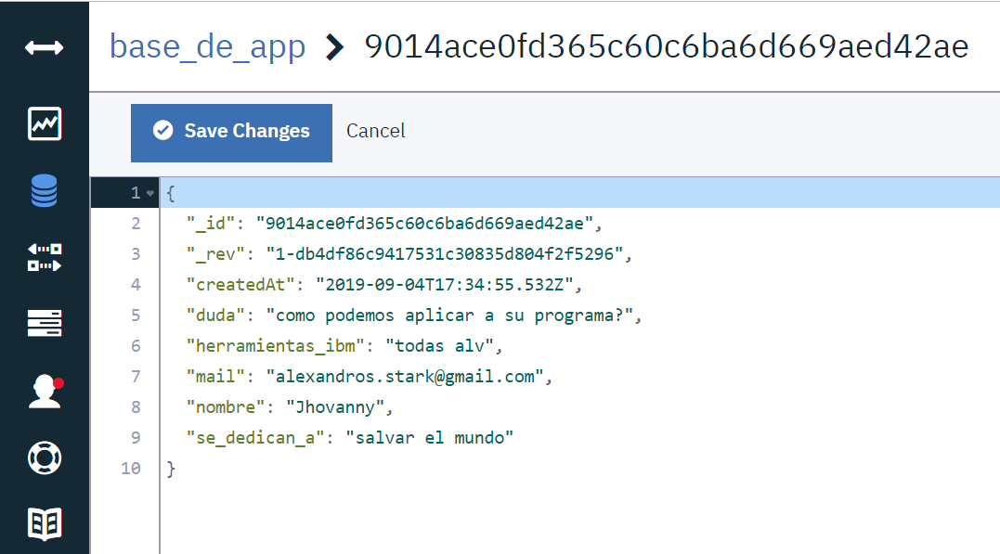 base_de_app > 9014ace0fd365c60c6ba6d669aed42ae
Save Changes Cancel
1 {
2 "_id": "9014ace0fd365c60c6ba6d669aed42ae",
3 "_rev": "1-db4df86c9417531c30835d804f2f5296",
4 "createdAt": "2019-09-04T17:34:55.532Z",
5 "duda": "como podemos aplicar a su programa?",
6 "herramientas_ibm": "todas alv",
7 "mail": "alexandros.stark@gmail.com",
8 "nombre": "Jhovanny",
9 "se_dedican_a": "salvar el mundo"
10 }